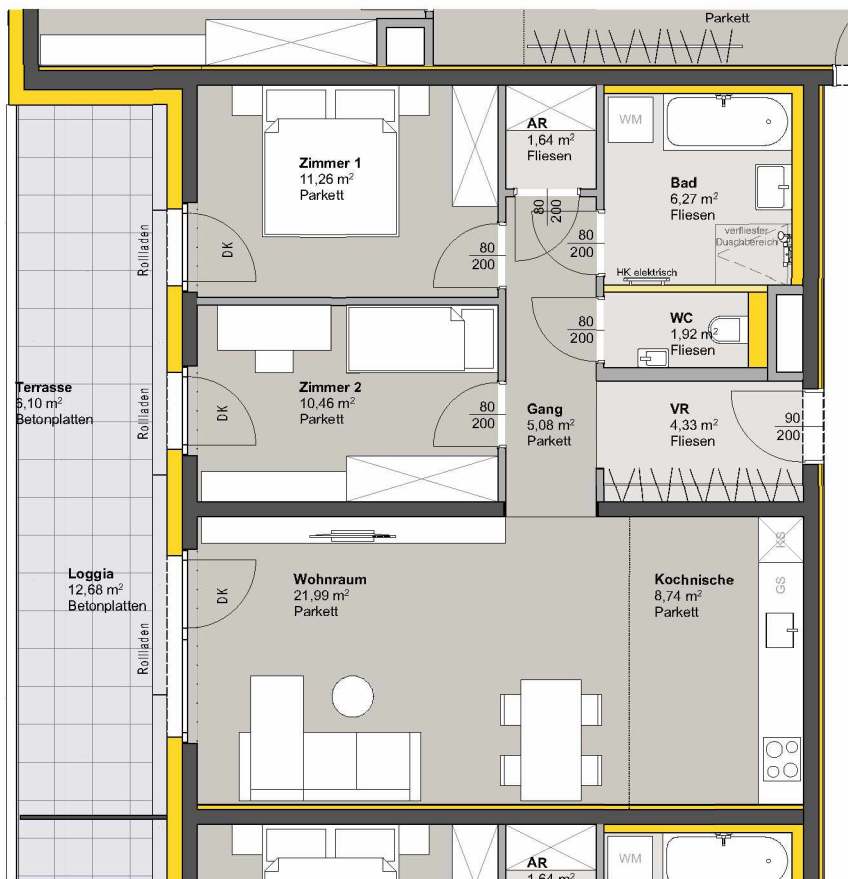 Parkett
Zimmer 1
11,26 m²
Parkett
AR
1,64 m²
Fliesen
WM
Bad
6,27 m²
Fliesen
verfliester
Duschbereich
HK elektrisch
80
200
80
200
80
200
DK
Rollladen
WC
1,92 m²
Fliesen
80
200
Zimmer 2
10,46 m²
Parkett
80
200
DK
Rollladen
Terrasse
6,10 m²
Betonplatten
Gang
5,08 m²
Parkett
VR
4,33 m²
Fliesen
90
200
Loggia
12,68 m²
Betonplatten
DK
Rollladen
Wohnraum
21,99 m²
Parkett
Kochnische
8,74 m²
Parkett
KS
GS
AR
1,64 m²
WM